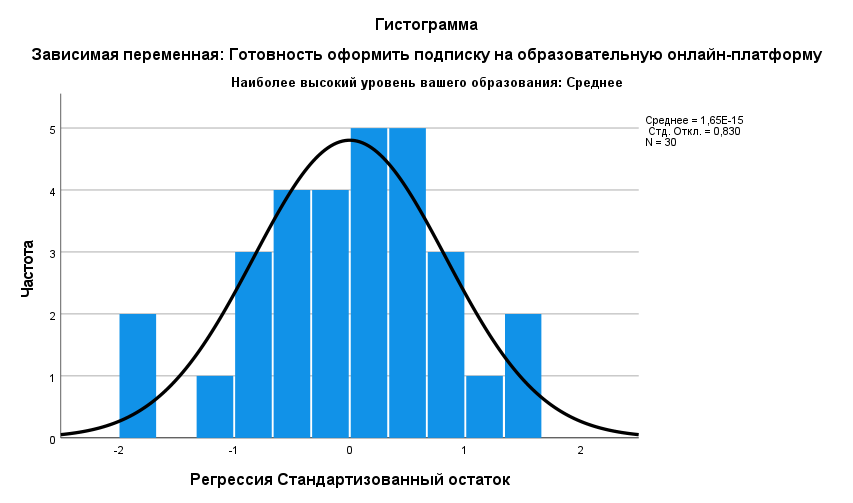 Гистограмма
Зависимая переменная: Готовность оформить подписку на образовательную онлайн-платформу
Наиболее высокий уровень вашего образования: Среднее
Среднее = 1,65E-15
Стд. Откл. = 0,830
N = 30
Частота
5
4
3
2
1
0
-2 -1 0 1 2
Регрессия Стандартизованный остаток